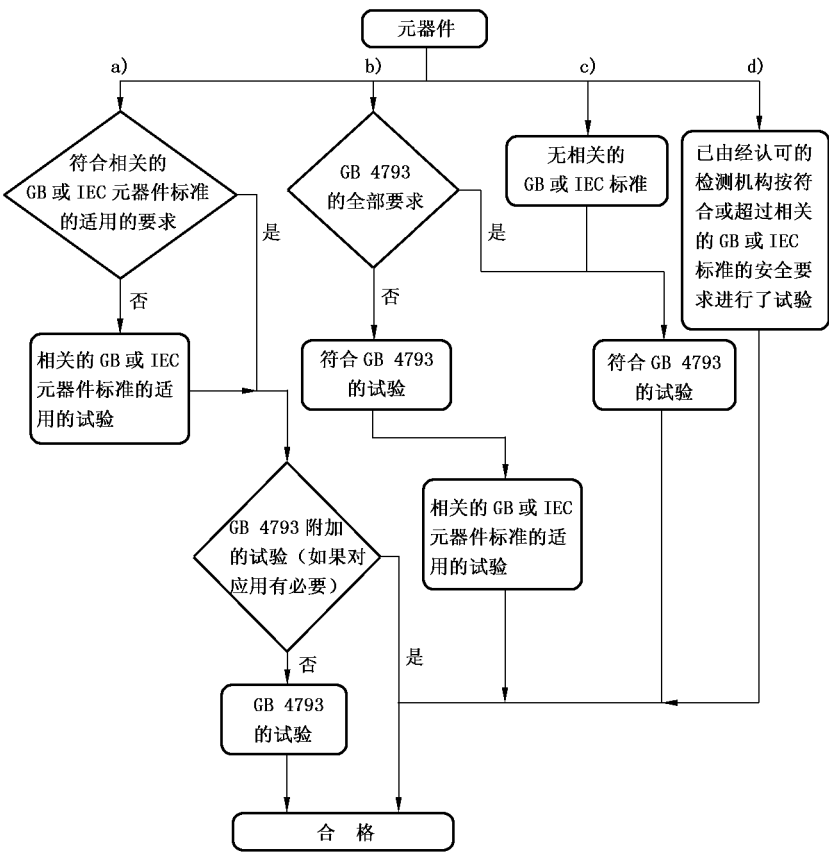 元器件
a)
b)
c)
d)
符合相关的
GB 或 IEC 元器件标准
的适用的要求
是
否
相关的 GB 或 IEC
元器件标准的适
用的试验
GB 4793
的全部要求
是
否
符合 GB 4793
的试验
相关的 GB 或 IEC
元器件标准的适
用的试验
无相关的
GB 或 IEC 标准
符合 GB 4793
的试验
已由经认可的
检测机构按符
合或超过相关
的 GB 或 IEC
标准的安全要
求进行了试验
GB 4793 附加
的试验（如果对
应用有必要）
是
否
GB 4793
的试验
合 格